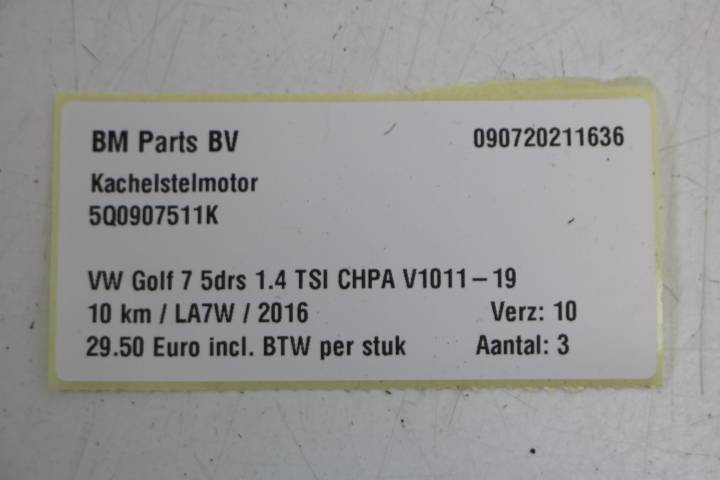 BM Parts BV 090720211636
Kachelstelmotor
5Q0907511K
VW Golf 7 5drs 1.4 TSI CHPA V1011-19
10 km / LA7W / 2016 Verz: 10
29.50 Euro incl. BTW per stuk Aantal: 3